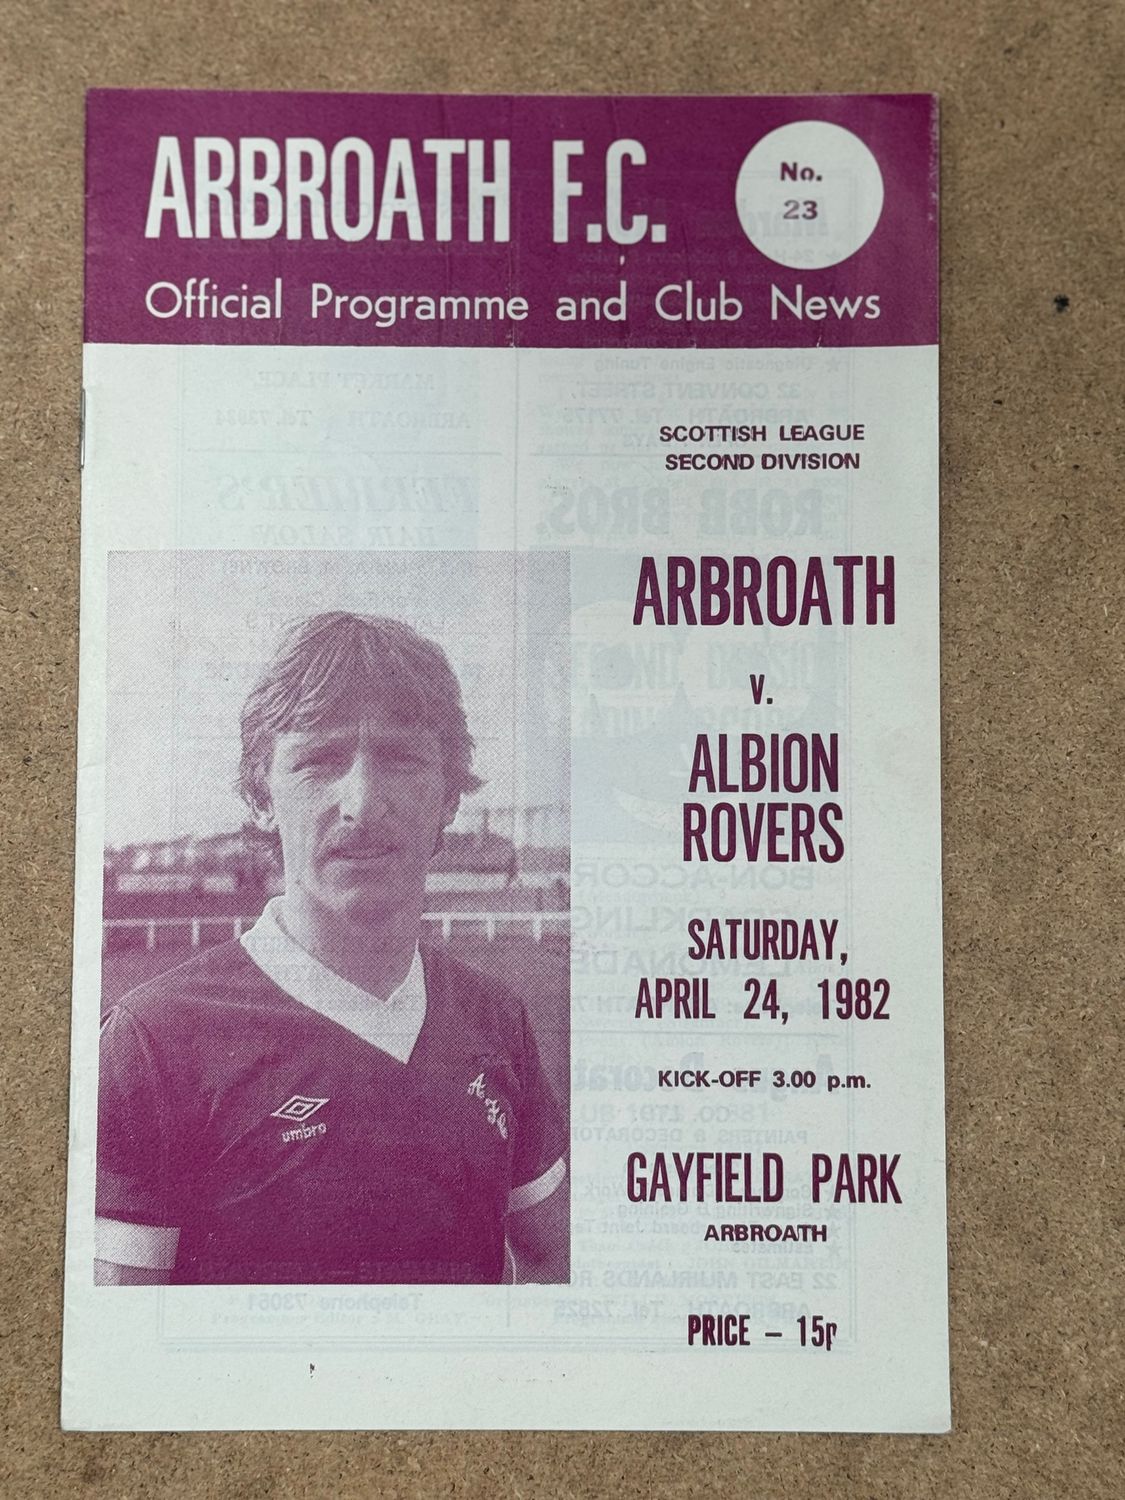 ARBROATH F.C.
No.
23
Official Programme and Club News
SCOTTISH LEAGUE
SECOND DIVISION
ARBROATH
v.
ALBION
ROVERS
SATURDAY,
APRIL 24, 1982
KICK-OFF 3.00 p.m.
GAYFIELD PARK
ARBROATH
PRICE – 15p
umbro
AFC